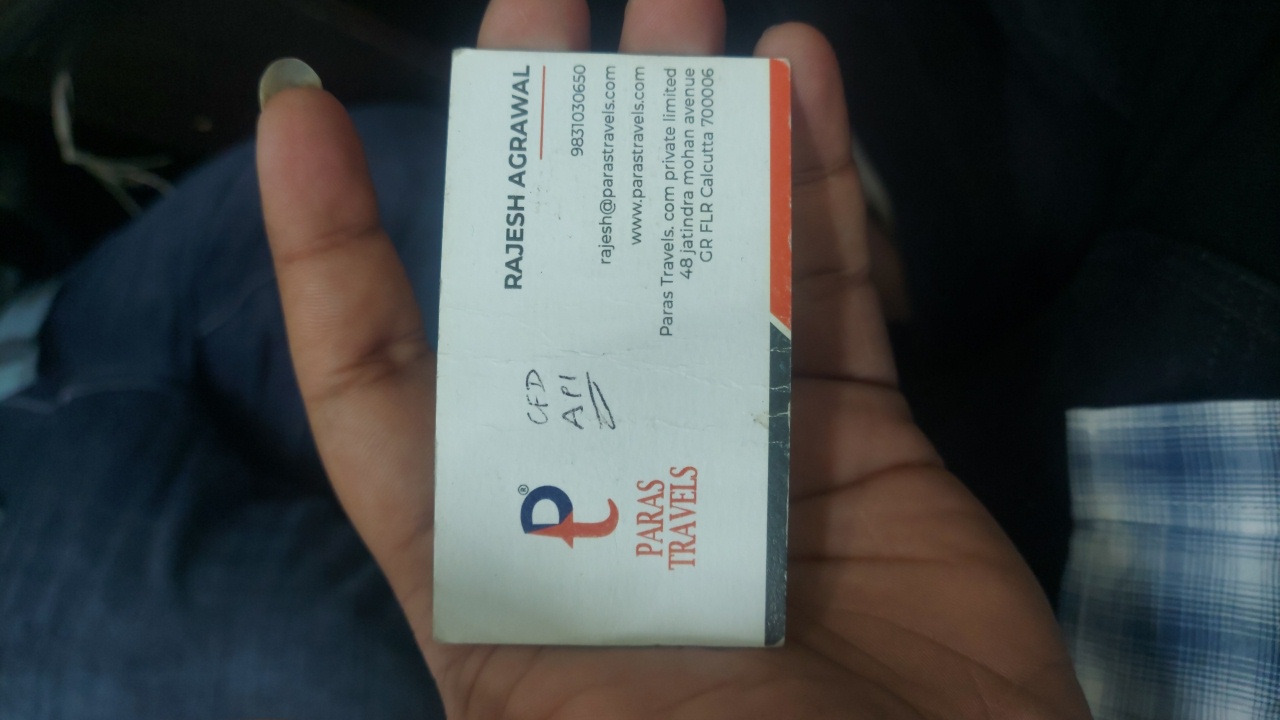 RAJESH AGRAWAL
9831030650
rajesh@parastravels.com
www.parastravels.com
Paras Travels. com private limited
48 jatindra mohan avenue
GR FLR Calcutta 700006
CFD
API
Pt®
PARAS
TRAVELS